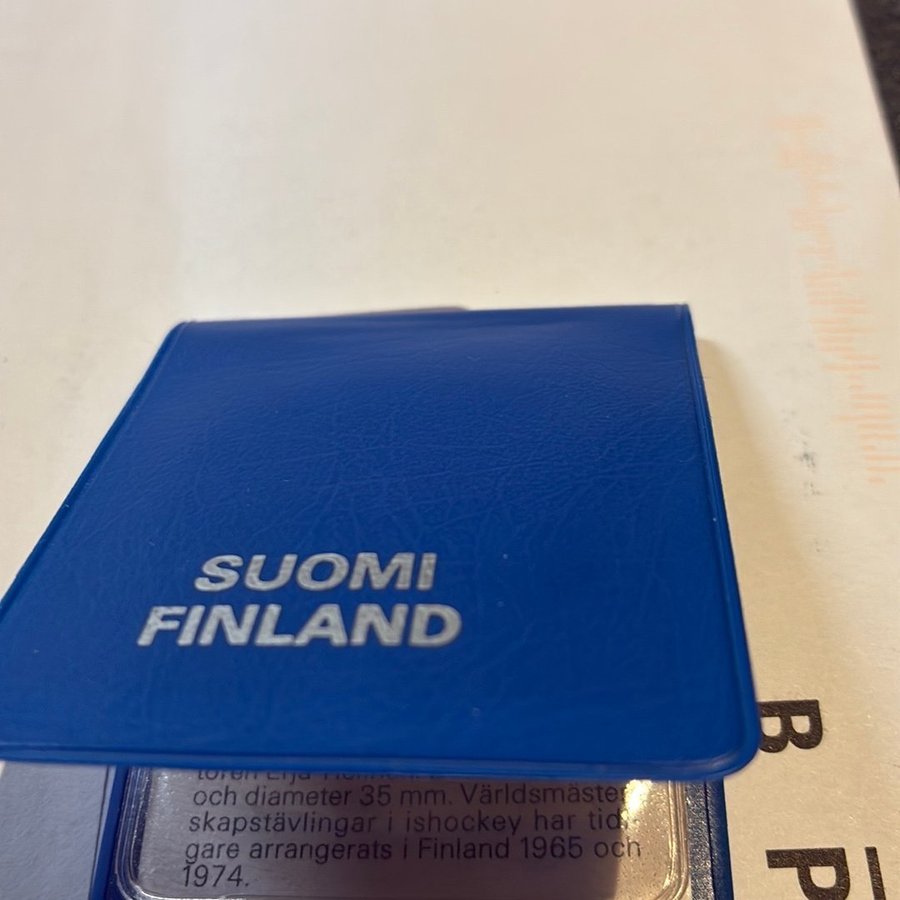 SUOMI
FINLAND
och diameter 35 mm. Världsmäster
skapstävlingar i ishockey har tidi
gare arrangerats i Finland 1965 och
1974.
B
P